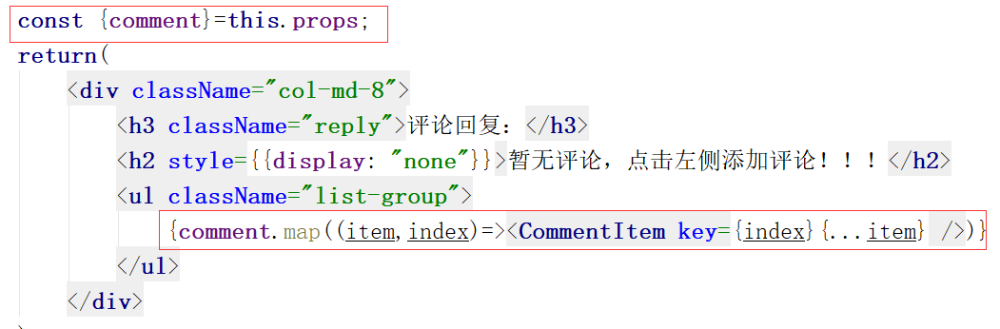 const {comment}=this.props;
return(
<div className="col-md-8">
<h3 className="reply">评论回复：</h3>
<h2 style={{display: "none"}}>暂无评论，点击左侧添加评论！！！</h2>
<ul className="list-group">
{comment.map((item,index)=><CommentItem key={index}{...item} />)}
</ul>
</div>